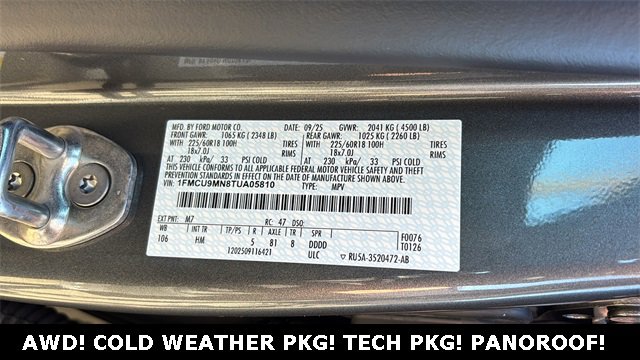 MFD. BY FORD MOTOR CO. DATE: 09/25 GVWR: 2041 KG ( 4500 LB)
FRONT GAWR: 1065 KG ( 2348 LB) REAR GAWR: 1025 KG ( 2260 LB)
WITH 225/60R18 100H TIRES WITH 225/60R18 100H TIRES
18x7.0J RIMS 18x7.0J RIMS
AT 230 kPa/ 33 PSI COLD AT 230 kPa/ 33 PSI COLD
THIS VEHICLE CONFORMS TO ALL APPLICABLE FEDERAL MOTOR VEHICLE SAFETY AND THEFT
PREVENTION STANDARDS IN EFFECT ON THE DATE OF MANUFACTURE SHOWN ABOVE.
VIN: 1FMCU9MN8TUA05810 TYPE: MPV
EXT PNT: M7 RC: 47 DSO:
WB INT TR TP/PS R AXLE TR SPR F0076
106 HM 5 81 8 DDDD T0126
1202509116421 ULC ▼ RU5A-3520472-AB
AWD! COLD WEATHER PKG! TECH PKG! PANOROOF!